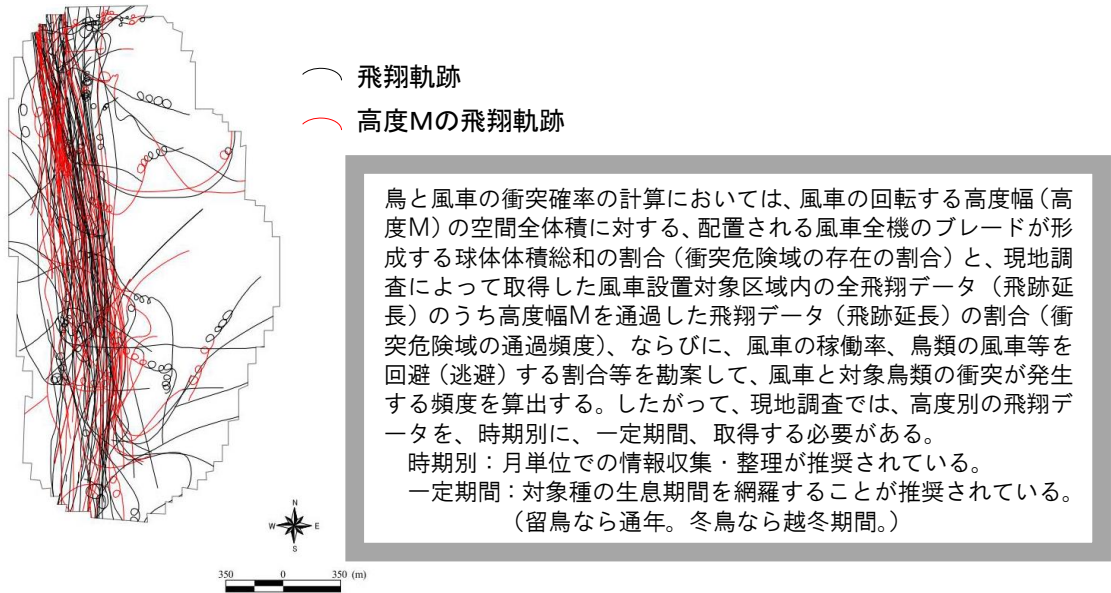 飛翔軌跡
高度Mの飛翔軌跡
鳥と風車の衝突確率の計算においては、風車の回転する高度幅(高
度M)の空間全体積に対する、配置される風車全機のブレードが形
成する球体体積総和の割合(衝突危険域の存在の割合)と、現地調
査によって取得した風車設置対象区域内の全飛翔データ(飛跡延
長)のうち高度幅Mを通過した飛翔データ(飛跡延長)の割合(衝
突危険域の通過頻度)、ならびに、風車の稼働率、鳥類の風車等を
回避(逃避)する割合等を勘案して、風車と対象鳥類の衝突が発生
する頻度を算出する。したがって、現地調査では、高度別の飛翔デ
ータを、時期別に、一定期間、取得する必要がある。
時期別:月単位での情報収集・整理が推奨されている。
一定期間:対象種の生息期間を網羅することが推奨されている。
(留鳥なら通年。冬鳥なら越冬期間。)
N
W E
S
350 0 350 (m)